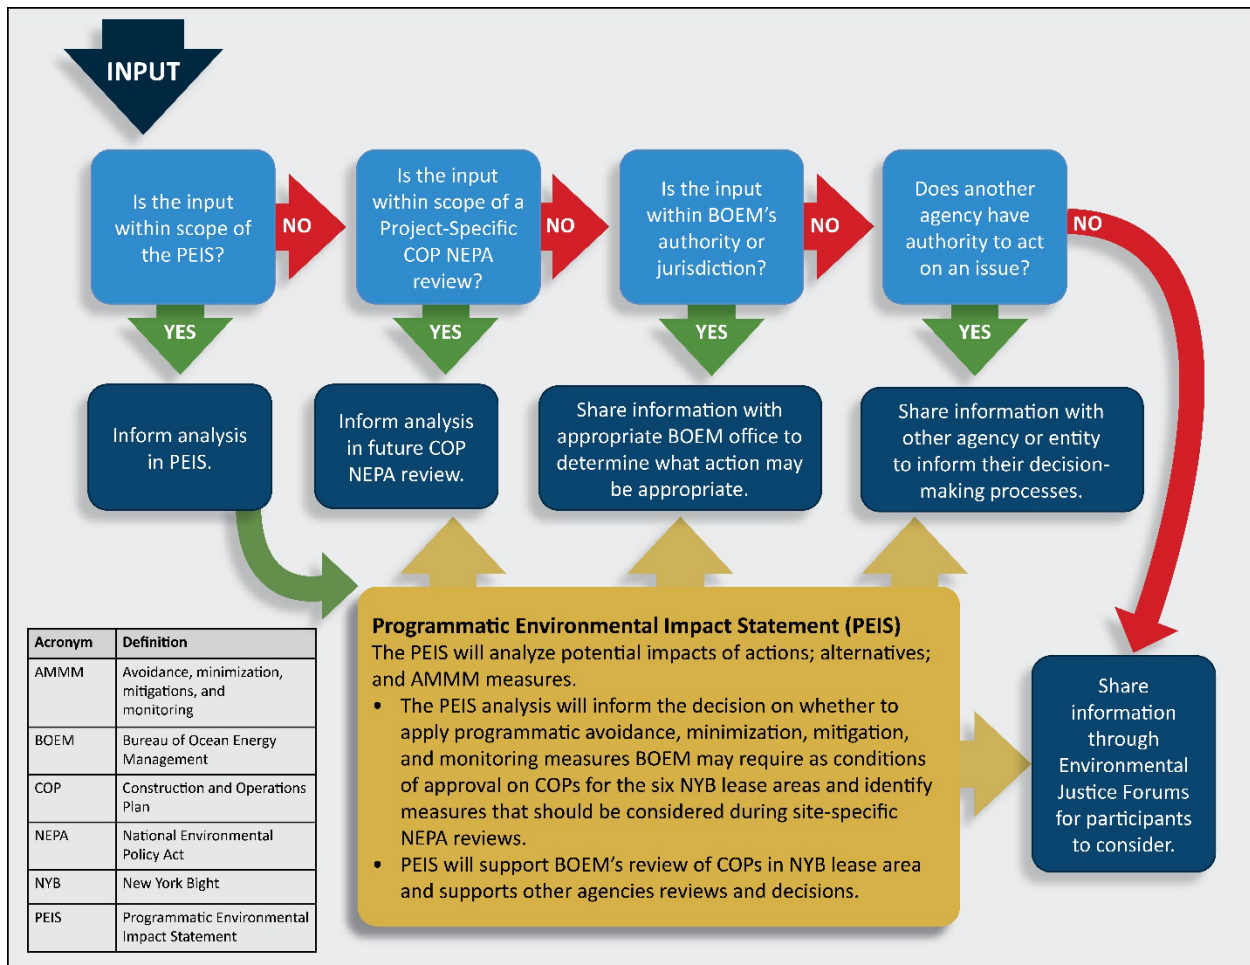 INPUT
Is the input
within scope of
the PEIS?
NO
Is the input
within scope of a
Project-Specific
COP NEPA
review?
NO
Is the input
within BOEM's
authority or
jurisdiction?
NO
Does another
agency have
authority to act
on an issue?
NO
YES
YES
YES
YES
Inform analysis
in PEIS.
Inform analysis
in future COP
NEPA review.
Share information with
appropriate BOEM office to
determine what action may
be appropriate.
Share information with
other agency or entity
to inform their decision-
making processes.
Programmatic Environmental Impact Statement (PEIS)
The PEIS will analyze potential impacts of actions; alternatives;
and AMMM measures.
• The PEIS analysis will inform the decision on whether to
apply programmatic avoidance, minimization, mitigation,
and monitoring measures BOEM may require as conditions
of approval on COPs for the six NYB lease areas and identify
measures that should be considered during site-specific
NEPA reviews.
• PEIS will support BOEM's review of COPs in NYB lease area
and supports other agencies reviews and decisions.
Share
information
through
Environmental
Justice Forums
for participants
to consider.
Acronym Definition
AMMM Avoidance, minimization,
mitigations, and
monitoring
BOEM Bureau of Ocean Energy
Management
COP Construction and Operations
Plan
NEPA National Environmental
Policy Act
NYB New York Bight
PEIS Programmatic Environmental
Impact Statement